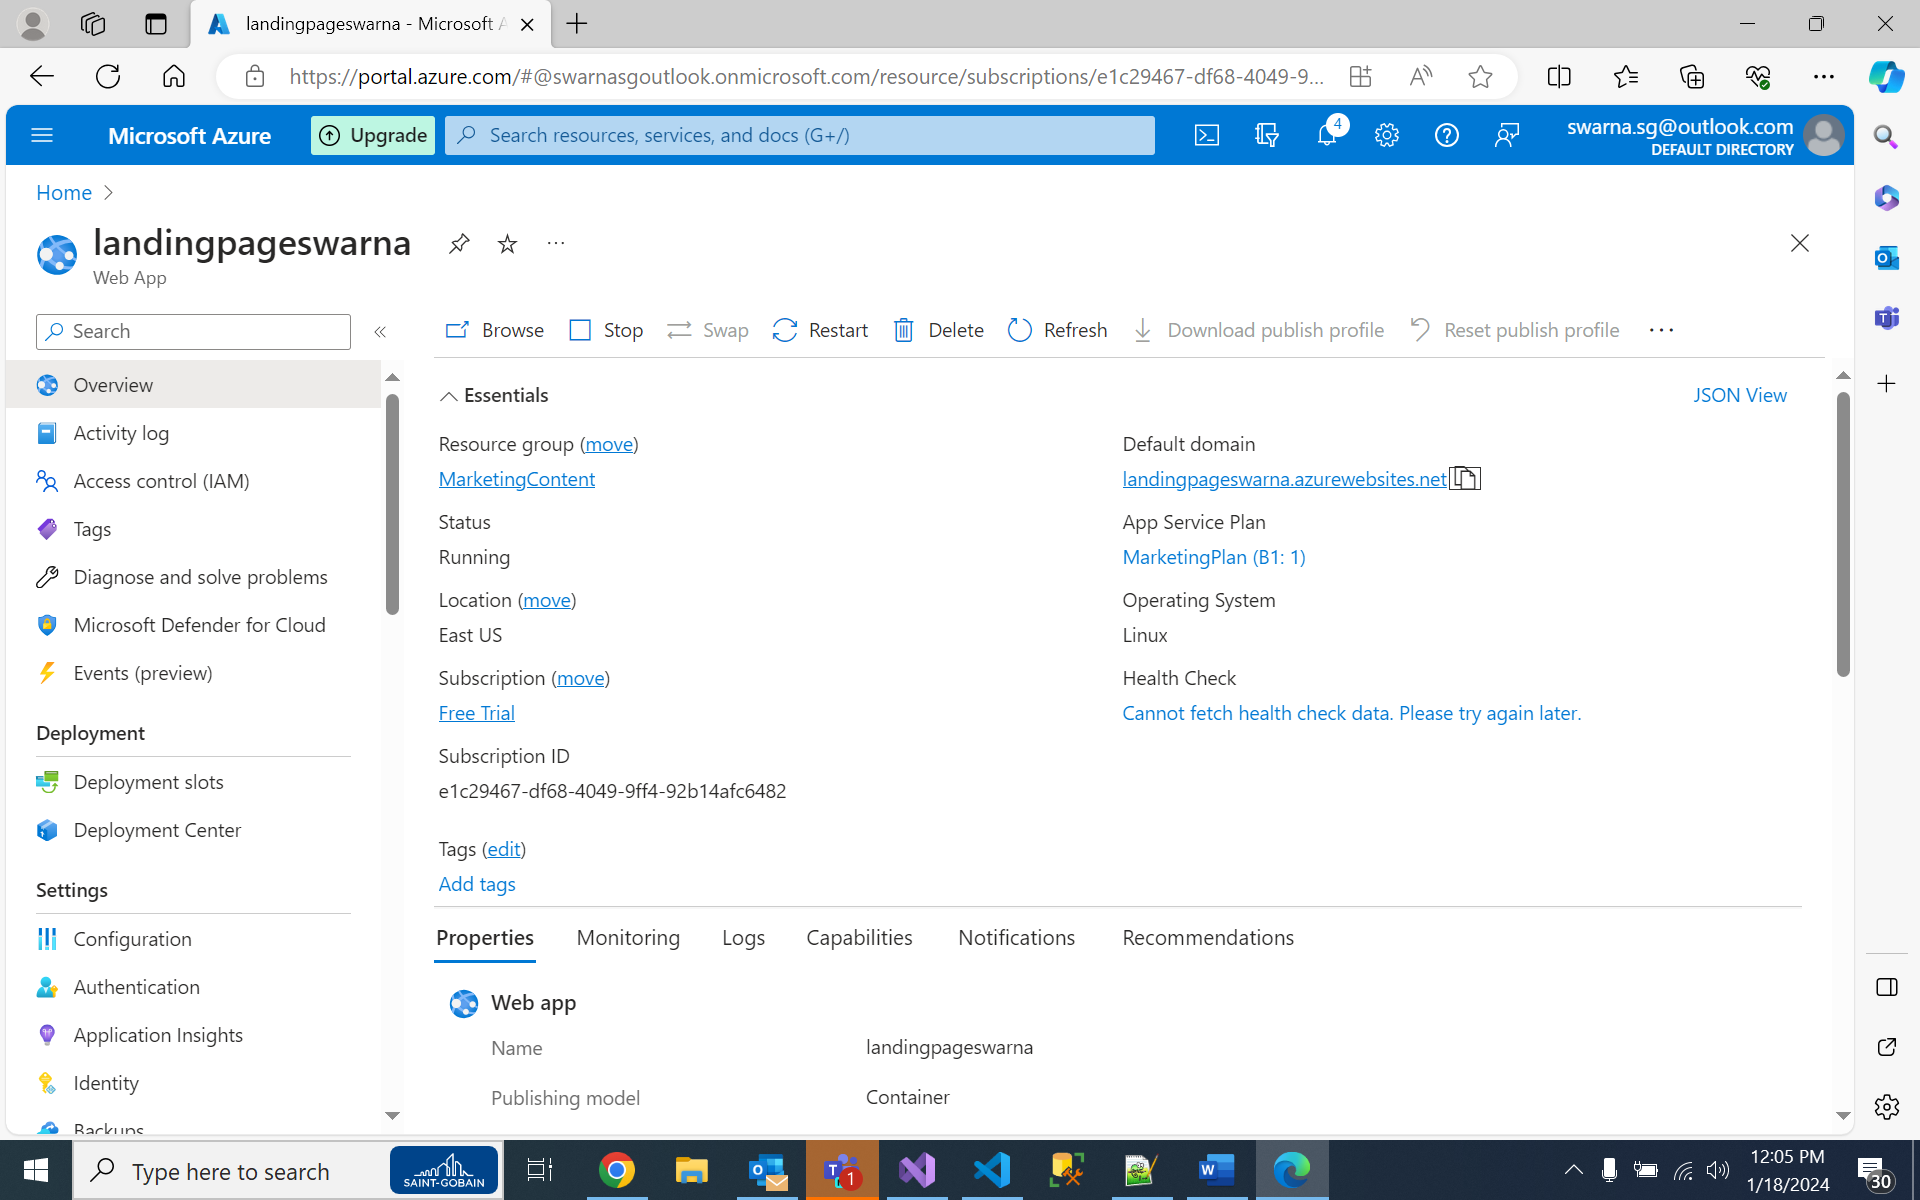 landingpageswarna - Microsoft A
https://portal.azure.com/#@swarnasgoutlook.onmicrosoft.com/resource/subscriptions/e1c29467-df68-4049-9...
Microsoft Azure
Upgrade
Search resources, services, and docs (G+/)
4
swarna.sg@outlook.com
DEFAULT DIRECTORY
Home
landingpageswarna
Web App
Search
Browse
Stop
Swap
Restart
Delete
Refresh
Download publish profile
Reset publish profile
Overview
Activity log
Access control (IAM)
Tags
Diagnose and solve problems
Microsoft Defender for Cloud
Events (preview)
Deployment
Deployment slots
Deployment Center
Settings
Configuration
Authentication
Application Insights
Identity
Backups
Essentials
JSON View
Resource group (move)
MarketingContent
Status
Running
Location (move)
East US
Subscription (move)
Free Trial
Subscription ID
e1c29467-df68-4049-9ff4-92b14afc6482
Tags (edit)
Add tags
Default domain
landingpageswarna.azurewebsites.net
App Service Plan
MarketingPlan (B1: 1)
Operating System
Linux
Health Check
Cannot fetch health check data. Please try again later.
Properties
Monitoring
Logs
Capabilities
Notifications
Recommendations
Web app
Name
landingpageswarna
Publishing model
Container
Type here to search
SAINT-GOBAIN
1
12:05 PM
1/18/2024
30